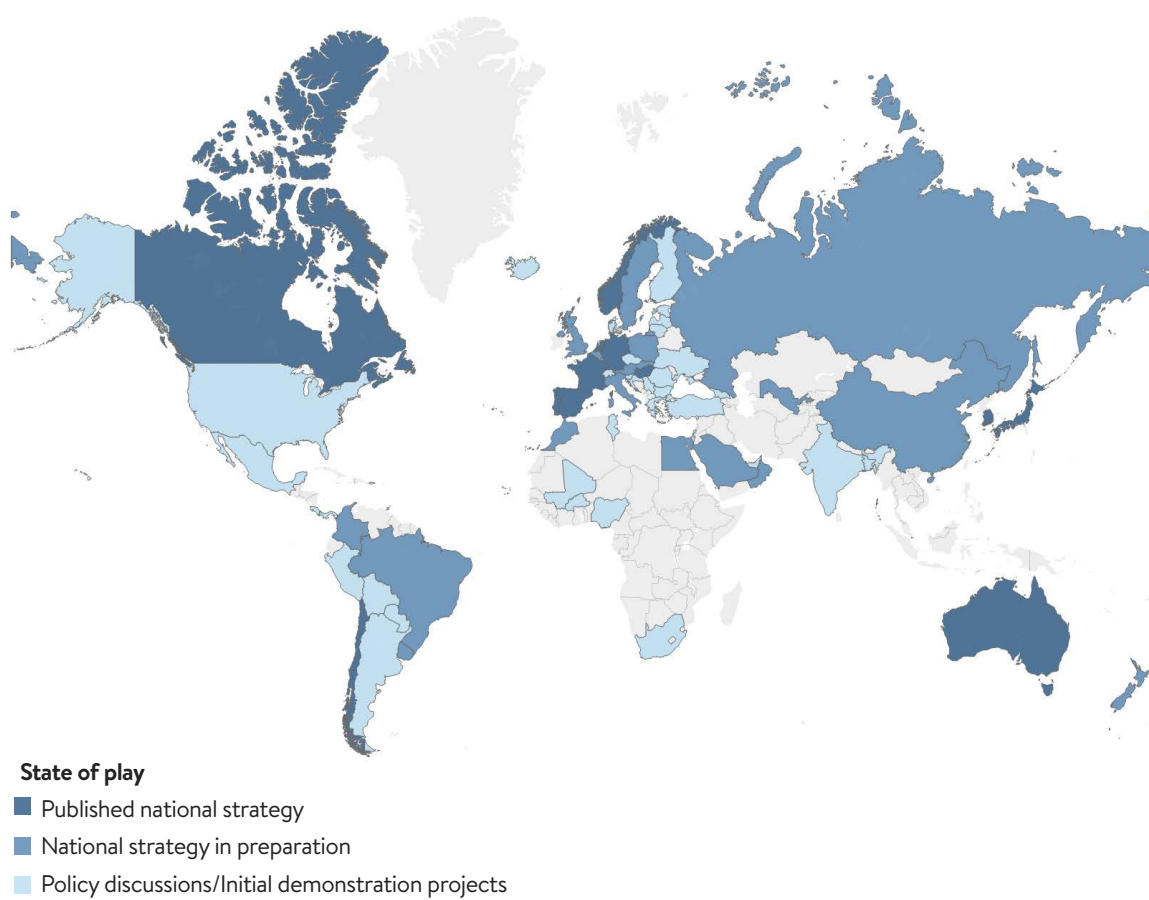 State of play
Published national strategy
National strategy in preparation
Policy discussions/Initial demonstration projects